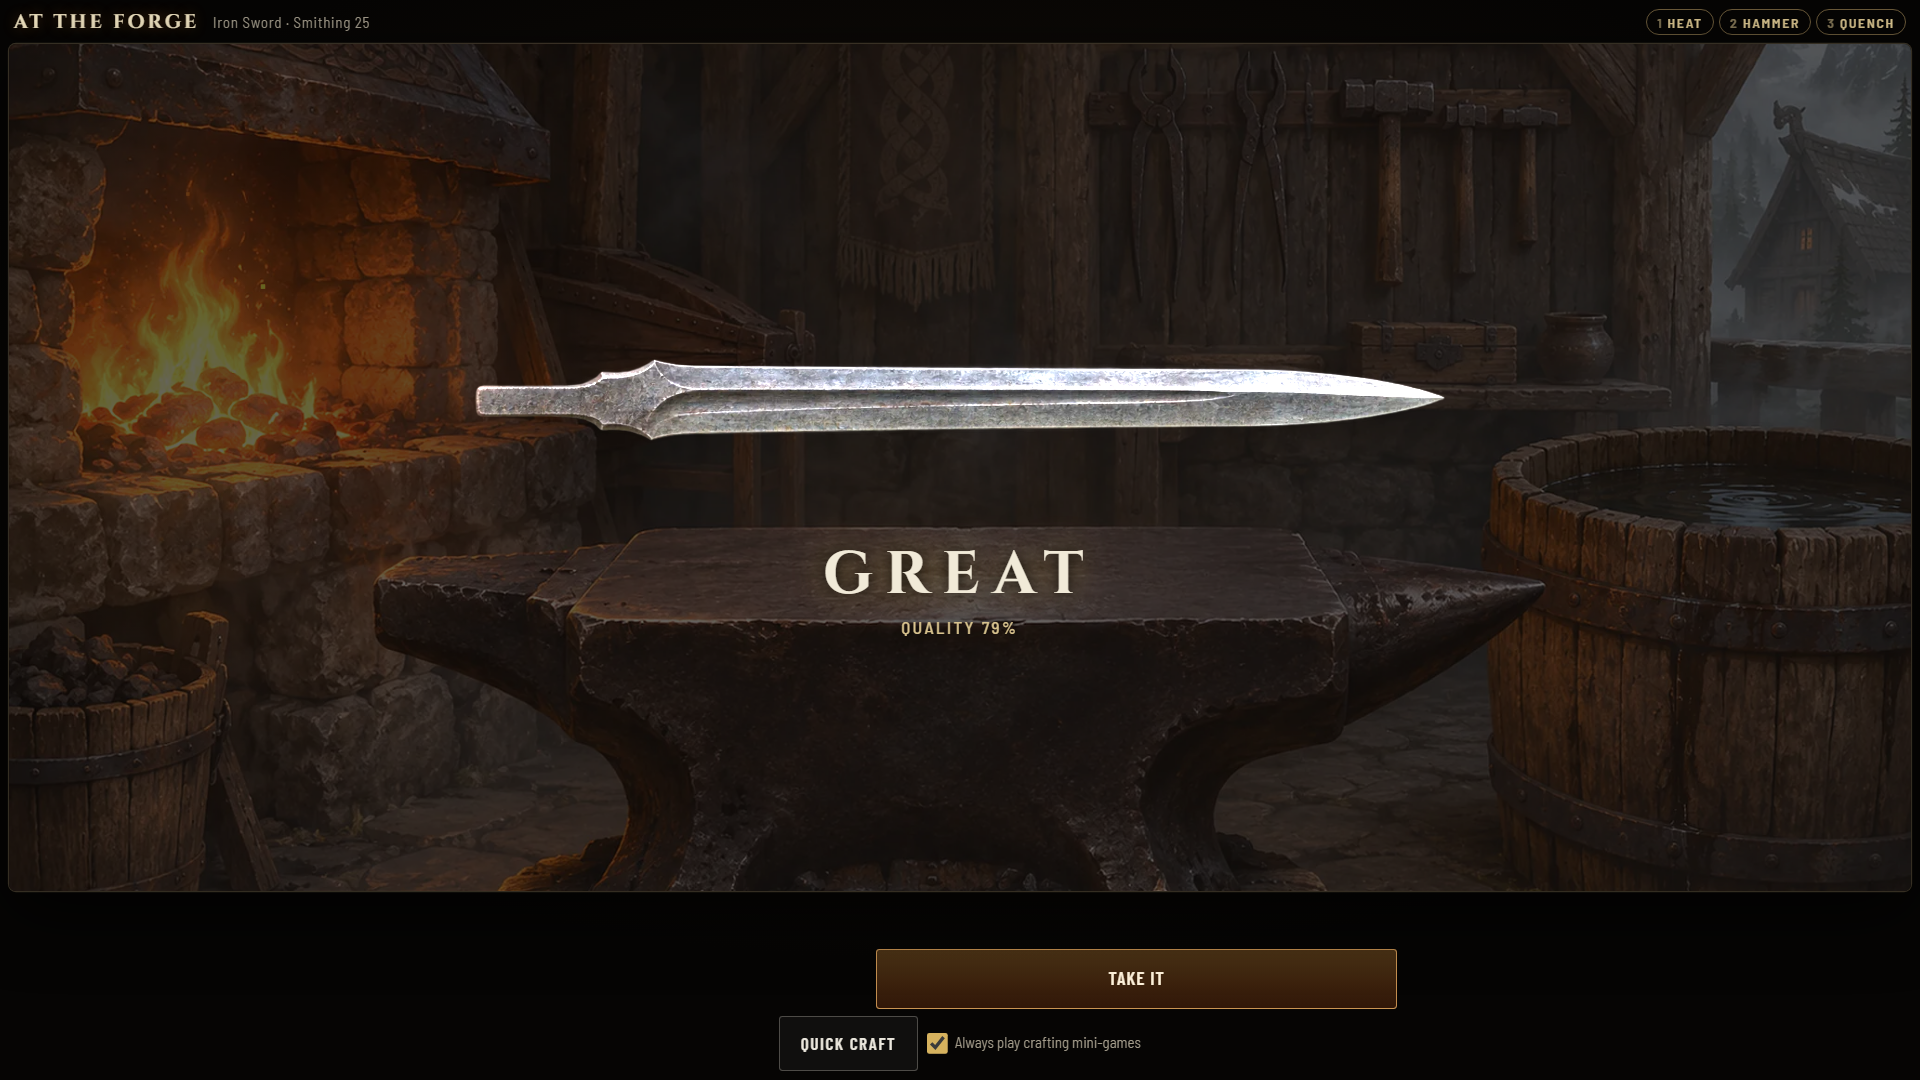 AT THE FORGE Iron Sword · Smithing 25
1 HEAT 2 HAMMER 3 QUENCH
GREAT
QUALITY 79%
TAKE IT
QUICK CRAFT Always play crafting mini-games